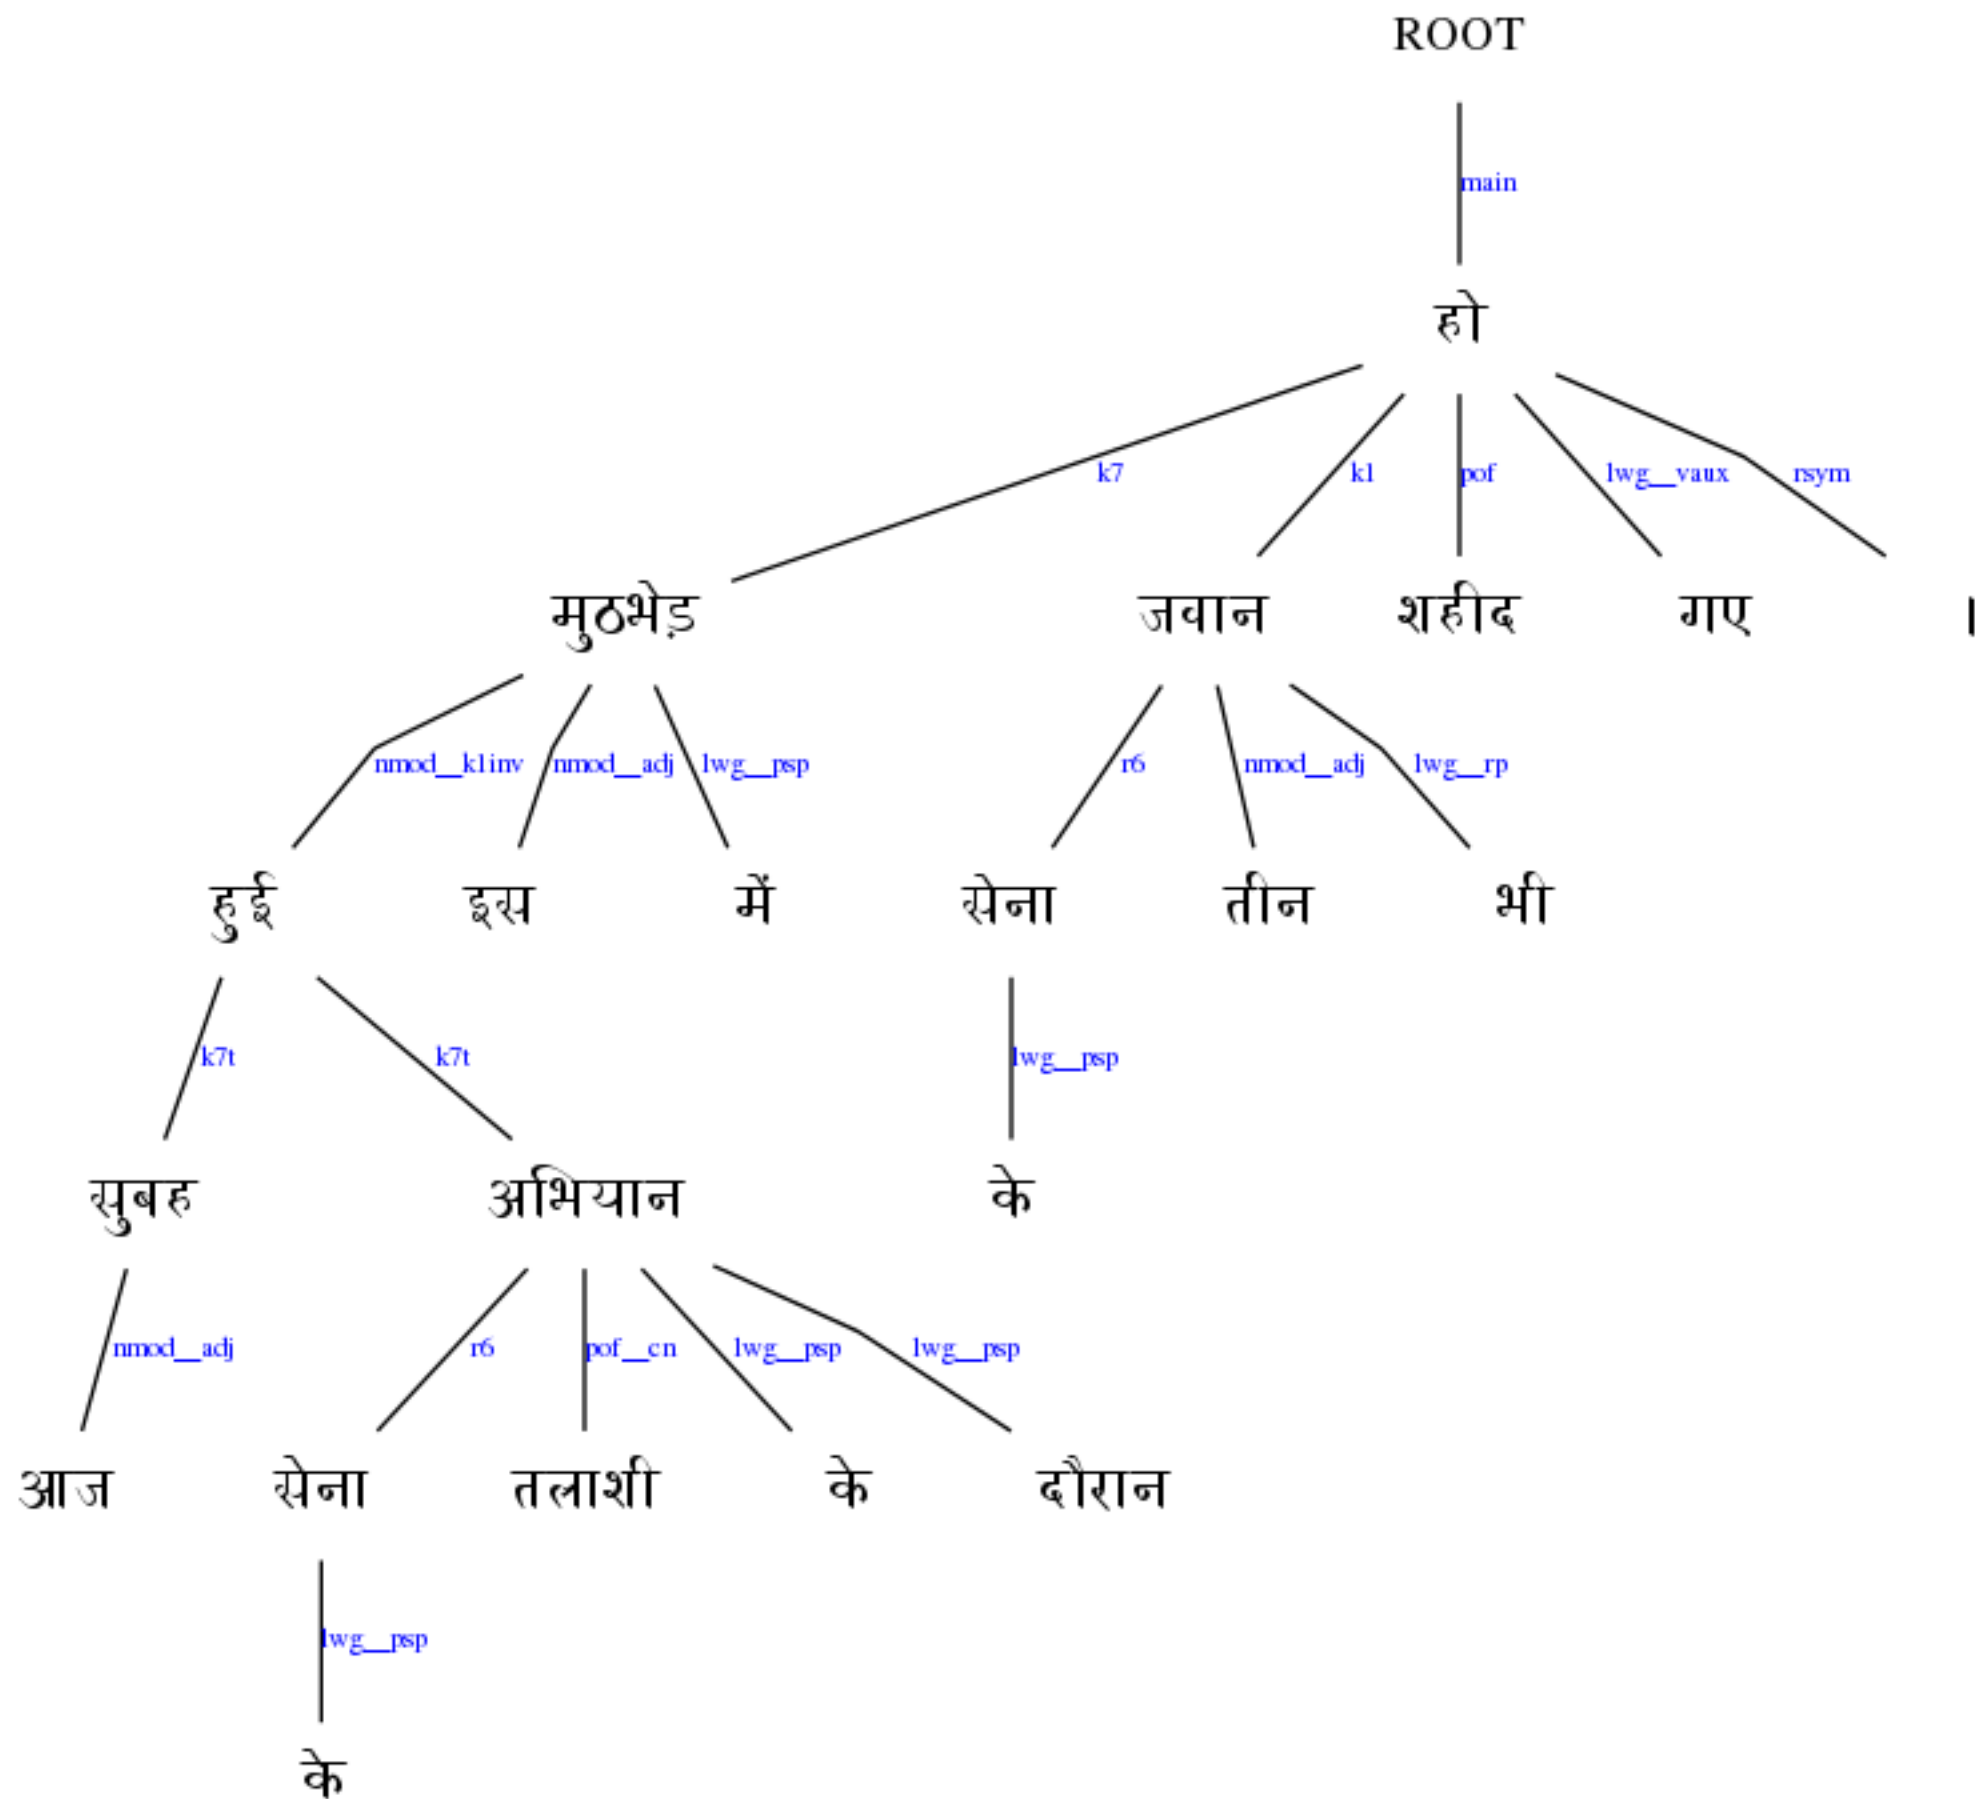 ROOT
main
हो
k7 k1 pof lwg__vaux rsym
मुठभेड़ जवान शहीद गए ।
nmod__k1inv nmod__adj lwg__psp r6 nmod__adj lwg__rp
हुई इस में सेना तीन भी
k7t k7t lwg__psp
सुबह अभियान के
nmod__adj r6 pof__cn lwg__psp lwg__psp
आज सेना तलाशी के दौरान
lwg__psp
के